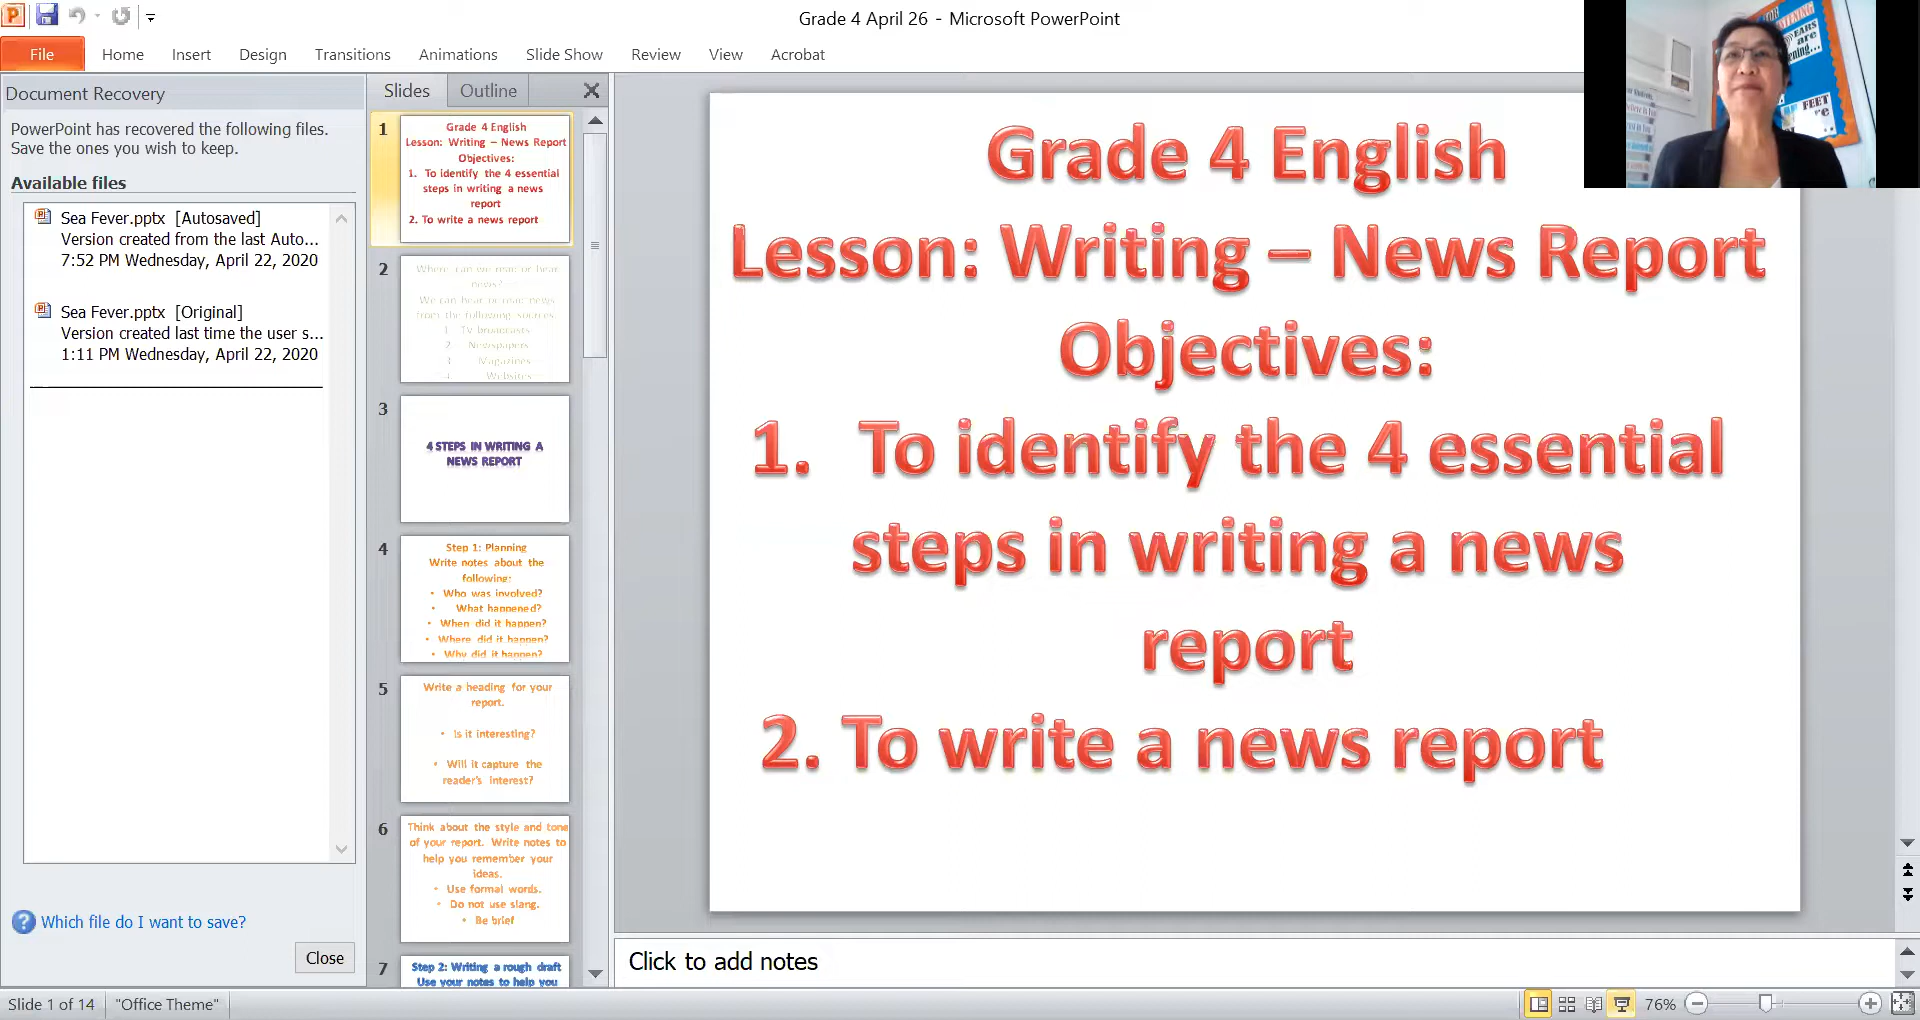 Grade 4 April 26 - Microsoft PowerPoint
File Home Insert Design Transitions Animations Slide Show Review View Acrobat
Document Recovery
PowerPoint has recovered the following files.
Save the ones you wish to keep.
Available files
Sea Fever.pptx [Autosaved]
Version created from the last Auto...
7:52 PM Wednesday, April 22, 2020
Sea Fever.pptx [Original]
Version created last time the user s...
1:11 PM Wednesday, April 22, 2020
Which file do I want to save?
Close
Slides Outline
1
Grade 4 English
Lesson: Writing – News Report
Objectives:
1. To identify the 4 essential
steps in writing a news
report
2. To write a news report
2
Where can we read or hear
news?
We can hear or read news
from the following sources
1. TV broadcasts
2. Newspapers
3. Magazines
4. Websites
3
4 STEPS IN WRITING A
NEWS REPORT
4
Step 1: Planning
Write notes about the
following:
• Who was involved?
• What happened?
• When did it happen?
• Where did it happen?
• Why did it happen?
5
Write a heading for your
report.
• Is it interesting?
• Will it capture the
reader's interest?
6
Think about the style and tone
of your report. Write notes to
help you remember your
ideas.
• Use formal words.
• Do not use slang.
• Be brief
7
Step 2: Writing a rough draft
Use your notes to help you
Grade 4 English
Lesson: Writing – News Report
Objectives:
1. To identify the 4 essential
steps in writing a news
report
2. To write a news report
EARS
are
FEET
Click to add notes
Slide 1 of 14 "Office Theme" 76%